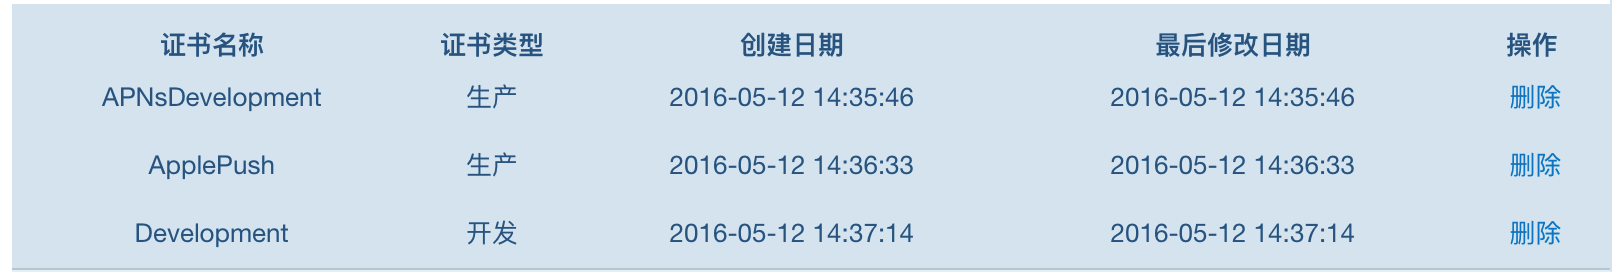 证书名称 证书类型 创建日期 最后修改日期 操作
APNsDevelopment 生产 2016-05-12 14:35:46 2016-05-12 14:35:46 删除
ApplePush 生产 2016-05-12 14:36:33 2016-05-12 14:36:33 删除
Development 开发 2016-05-12 14:37:14 2016-05-12 14:37:14 删除